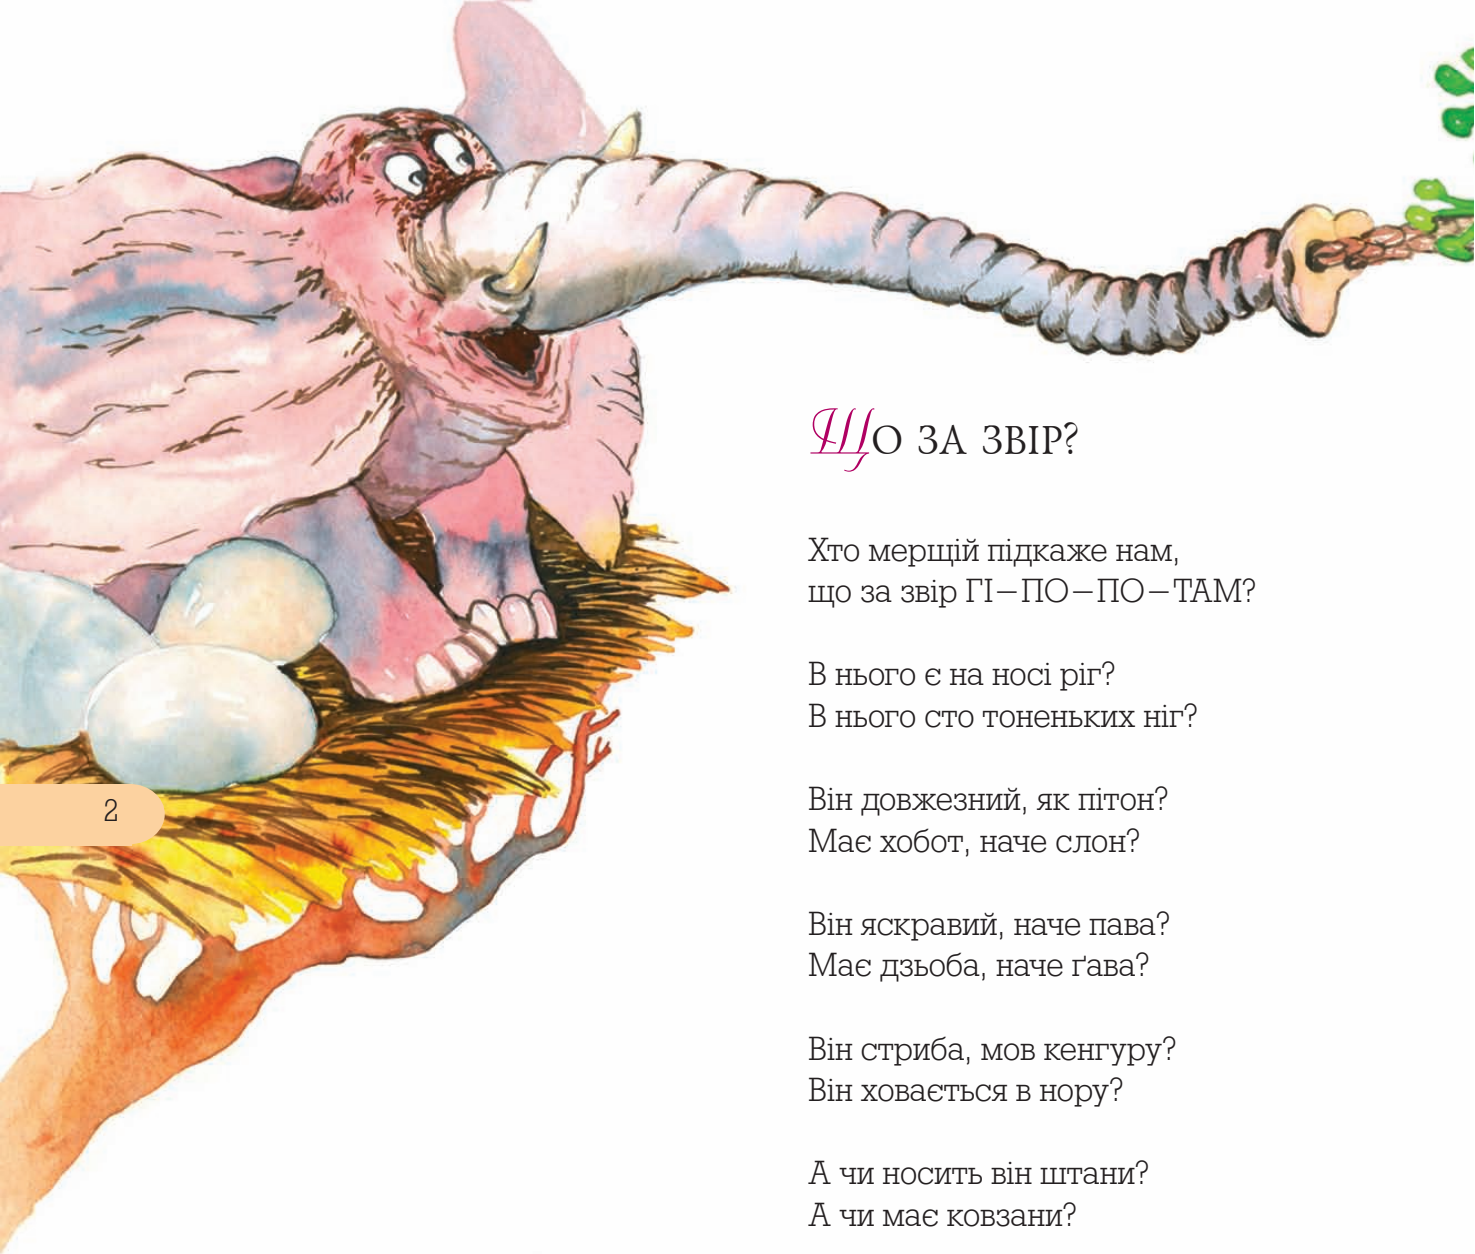 ЩО ЗА ЗВІР?
Хто мерщій підкаже нам,
що за звір ГІ–ПО–ПО–ТАМ?
В нього є на носі ріг?
В нього сто тоненьких ніг?
Він довжезний, як пітон?
Має хобот, наче слон?
Він яскравий, наче пава?
Має дзьоба, наче ґава?
Він стриба, мов кенгуру?
Він ховається в нору?
А чи носить він штани?
А чи має ковзани?
2